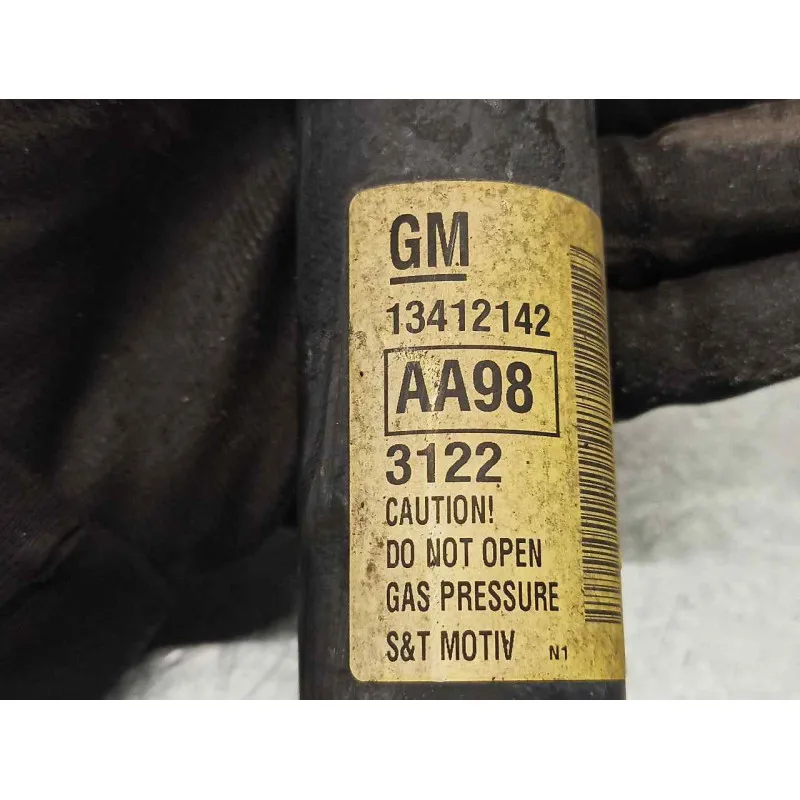 GM
13412142
AA98
3122
CAUTION!
DO NOT OPEN
GAS PRESSURE
S&T MOTIV N1